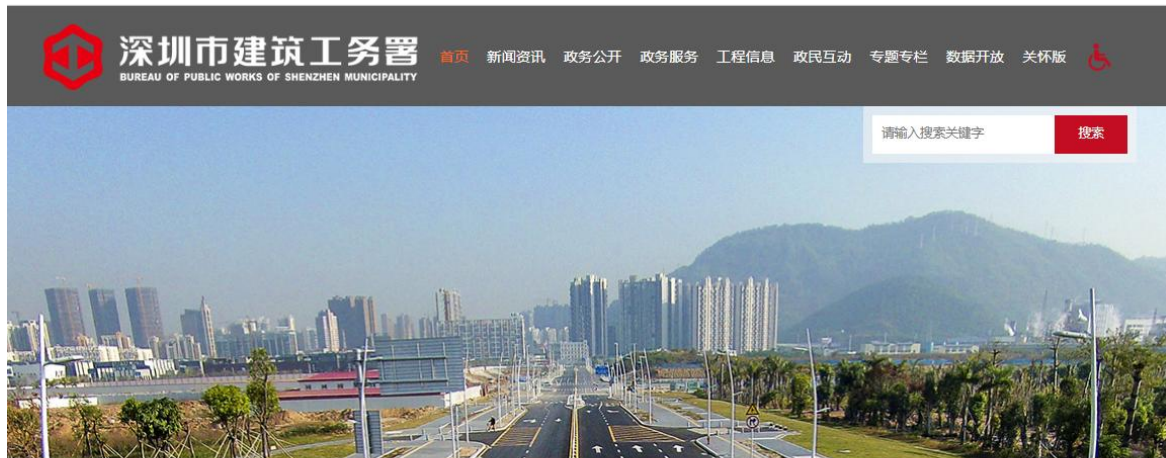 深圳市建筑工务署
BUREAU OF PUBLIC WORKS OF SHENZHEN MUNICIPALITY
首页 新闻资讯 政务公开 政务服务 工程信息 政民互动 专题专栏 数据开放 关怀版
请输入搜索关键字 搜索